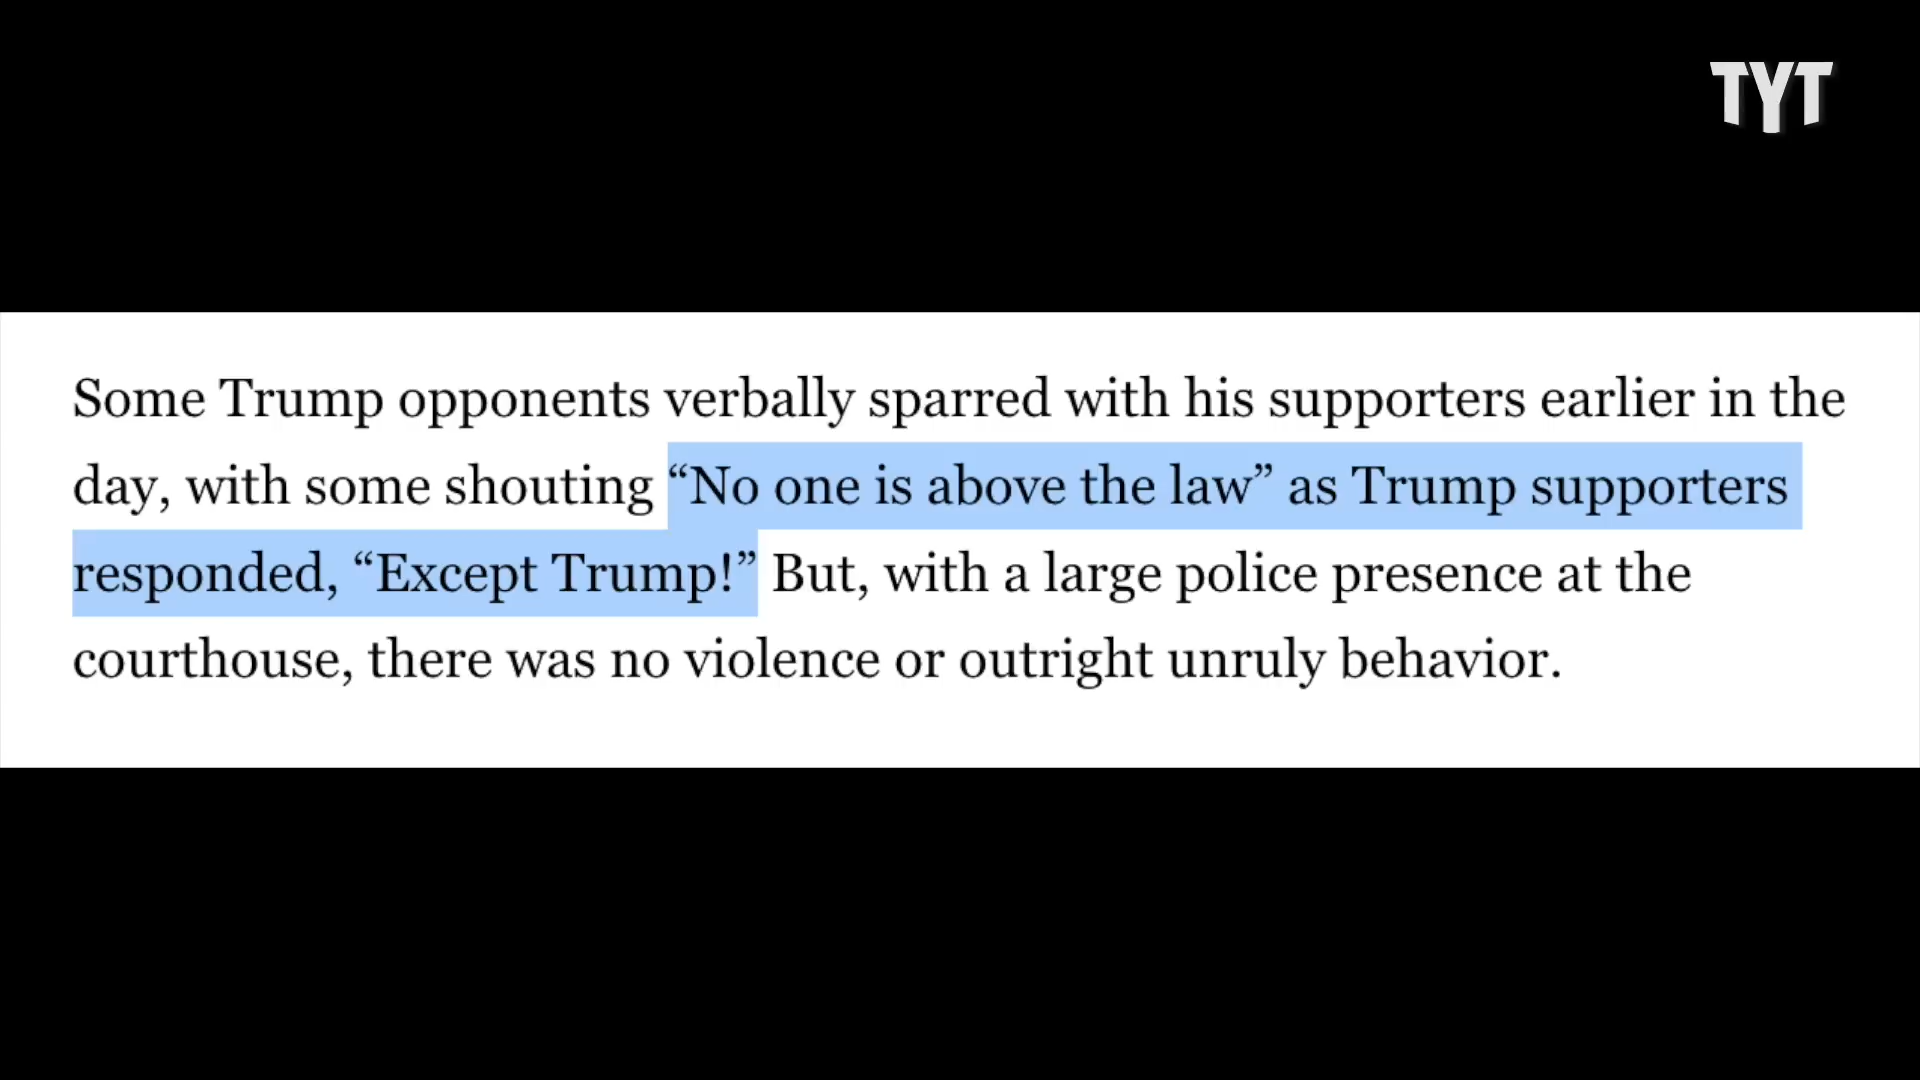 TYT
Some Trump opponents verbally sparred with his supporters earlier in the
day, with some shouting “No one is above the law” as Trump supporters
responded, “Except Trump!” But, with a large police presence at the
courthouse, there was no violence or outright unruly behavior.